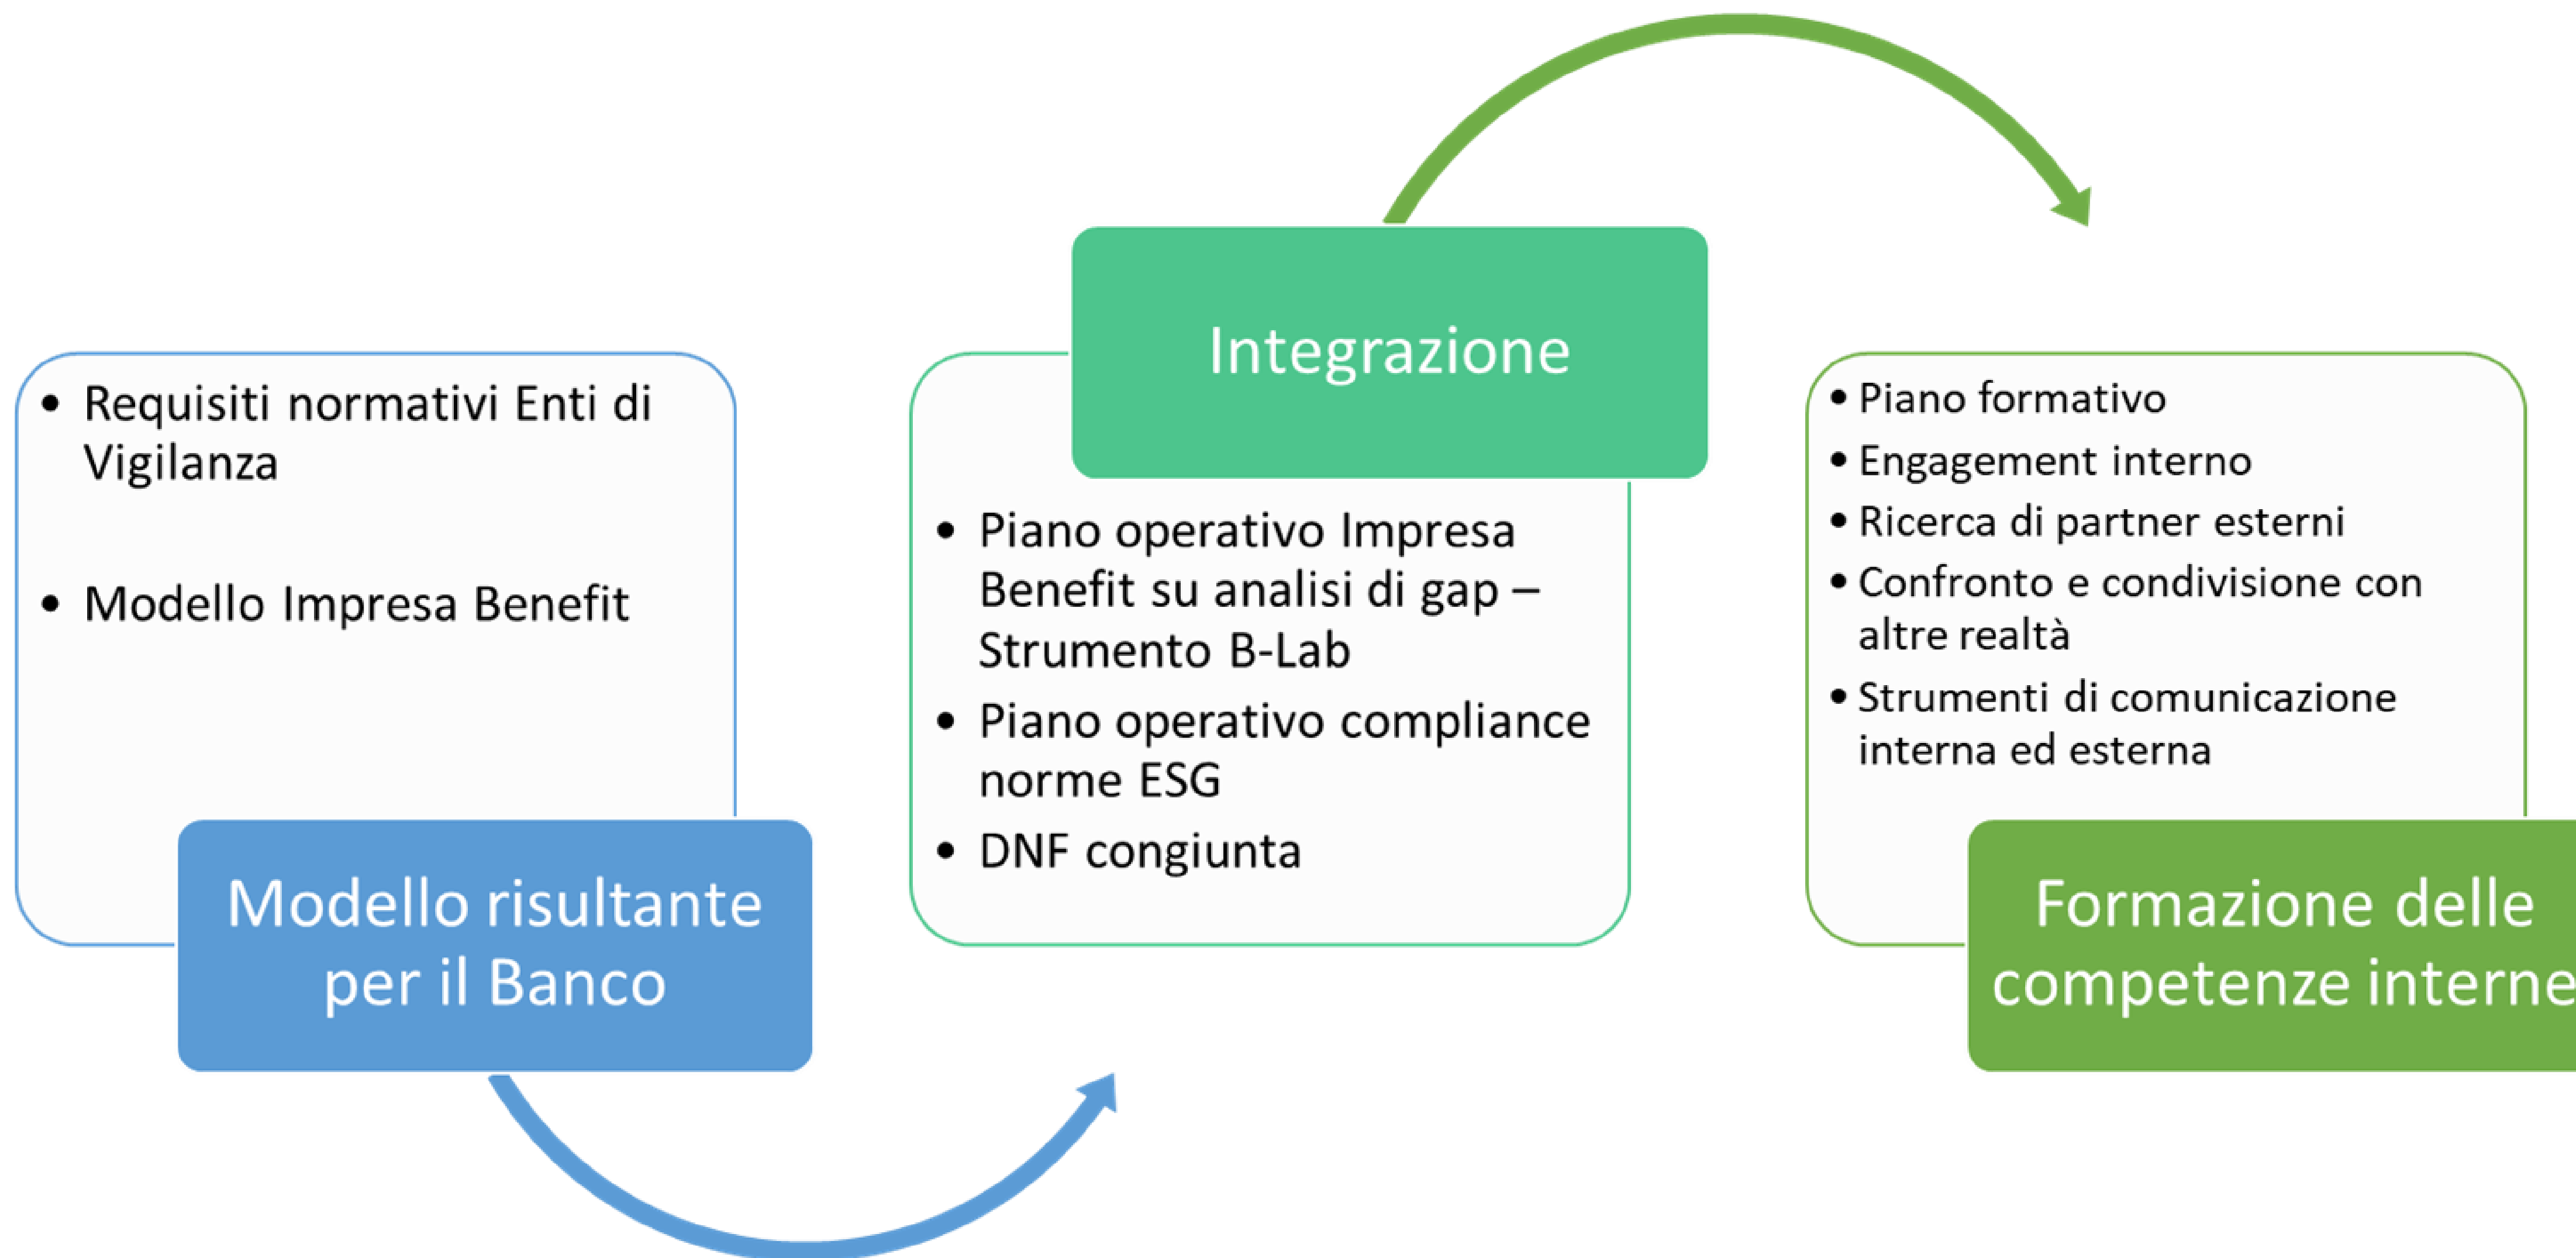 • Requisiti normativi Enti di
Vigilanza
• Modello Impresa Benefit
Modello risultante
per il Banco
Integrazione
• Piano operativo Impresa
Benefit su analisi di gap –
Strumento B-Lab
• Piano operativo compliance
norme ESG
• DNF congiunta
• Piano formativo
• Engagement interno
• Ricerca di partner esterni
• Confronto e condivisione con
altre realtà
• Strumenti di comunicazione
interna ed esterna
Formazione delle
competenze interne